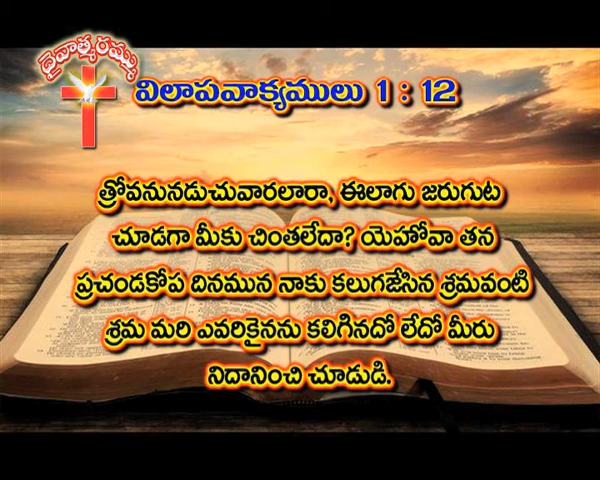 దైవాత్మరమ్ము
విలాపవాక్యములు 1 : 12
త్రోవనునడుచువారలారా, ఈలాగు జరుగుట
చూడగా మీకు చింతలేదా? యెహోవా తన
ప్రచండకోప దినమున నాకు కలుగజేసిన శ్రమవంటి
శ్రమ మరి ఎవరికైనను కలిగినదో లేదో మీరు
నిదానించి చూడుడి.